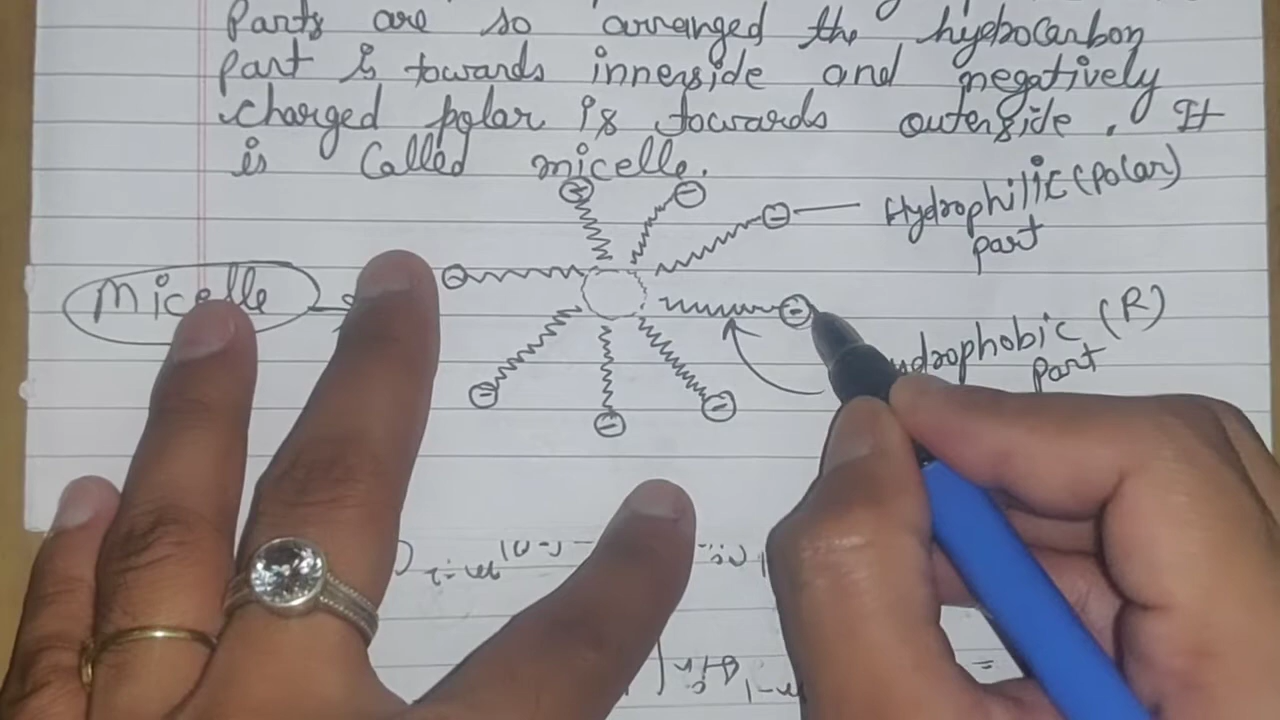 Parts are so arranged the hydrocarbon
part is towards innerside and negatively
charged polar is towards outerside. It
is called micelle.
Hydrophilic (polar)
part
Micelle
(R)
part